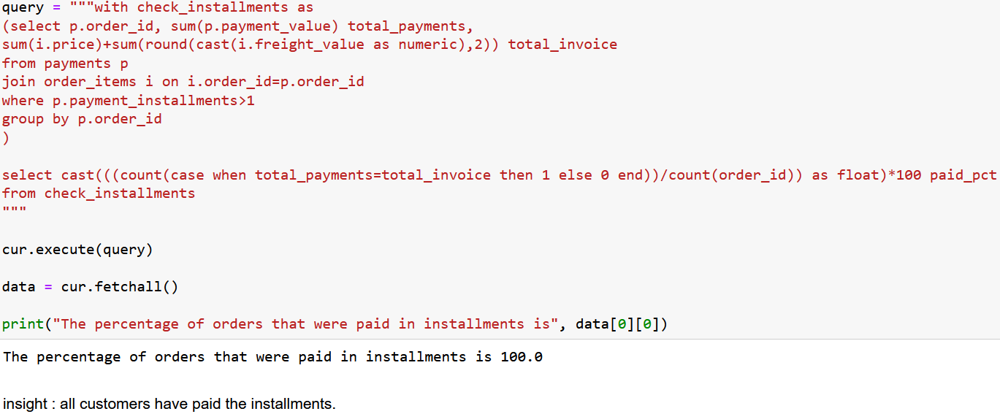 query = """with check_installments as
(select p.order_id, sum(p.payment_value) total_payments,
sum(i.price)+sum(round(cast(i.freight_value as numeric),2)) total_invoice
from payments p
join order_items i on i.order_id=p.order_id
where p.payment_installments>1
group by p.order_id
)
select cast(((count(case when total_payments=total_invoice then 1 else 0 end))/count(order_id)) as float)*100 paid_pct
from check_installments
"""
cur.execute(query)
data = cur.fetchall()
print("The percentage of orders that were paid in installments is", data[0][0])
The percentage of orders that were paid in installments is 100.0
insight : all customers have paid the installments.